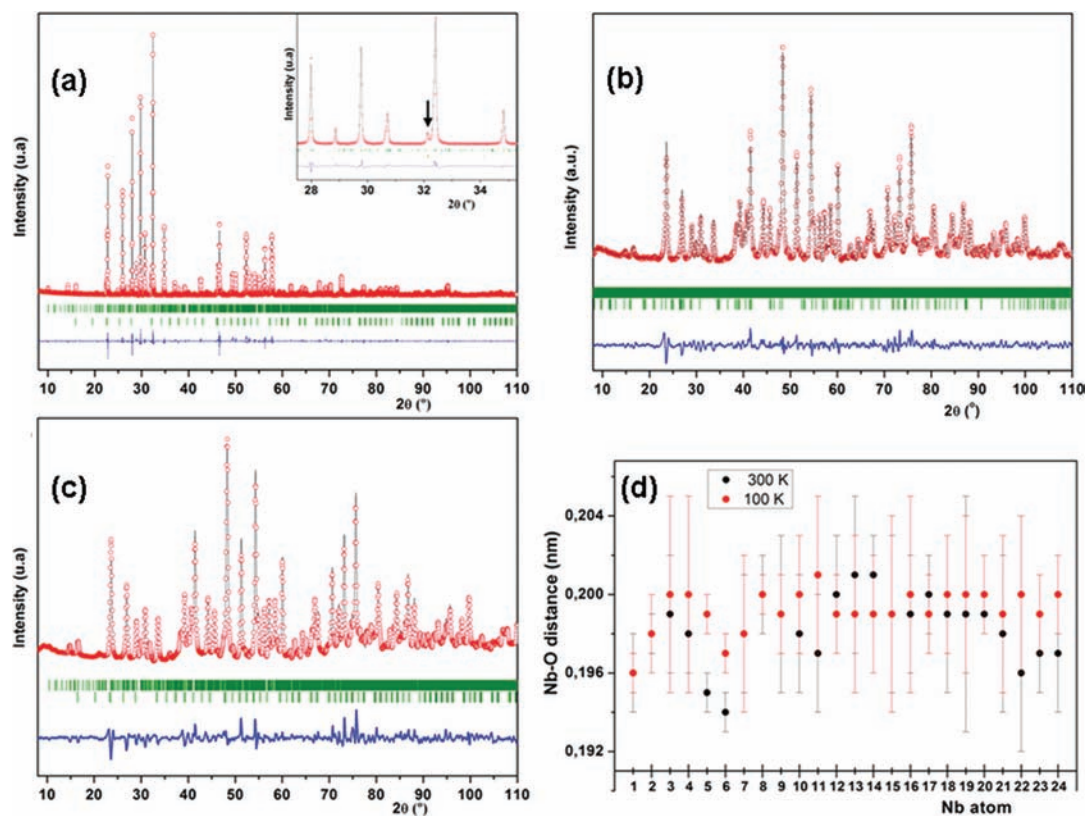 (a)
Intensity (u.a)
10 20 30 40 50 60 70 80 90 100 110
2θ (°)
Intensity (u.a)
28 30 32 34
2θ (°)
(b)
Intensity (a.u.)
10 20 30 40 50 60 70 80 90 100 110
2θ (°)
(c)
Intensity (u.a)
10 20 30 40 50 60 70 80 90 100 110
2θ (°)
(d)
300 K
100 K
Nb-O distance (nm)
0,204
0,200
0,196
0,192
1 2 3 4 5 6 7 8 9 10 11 12 13 14 15 16 17 18 19 20 21 22 23 24
Nb atom